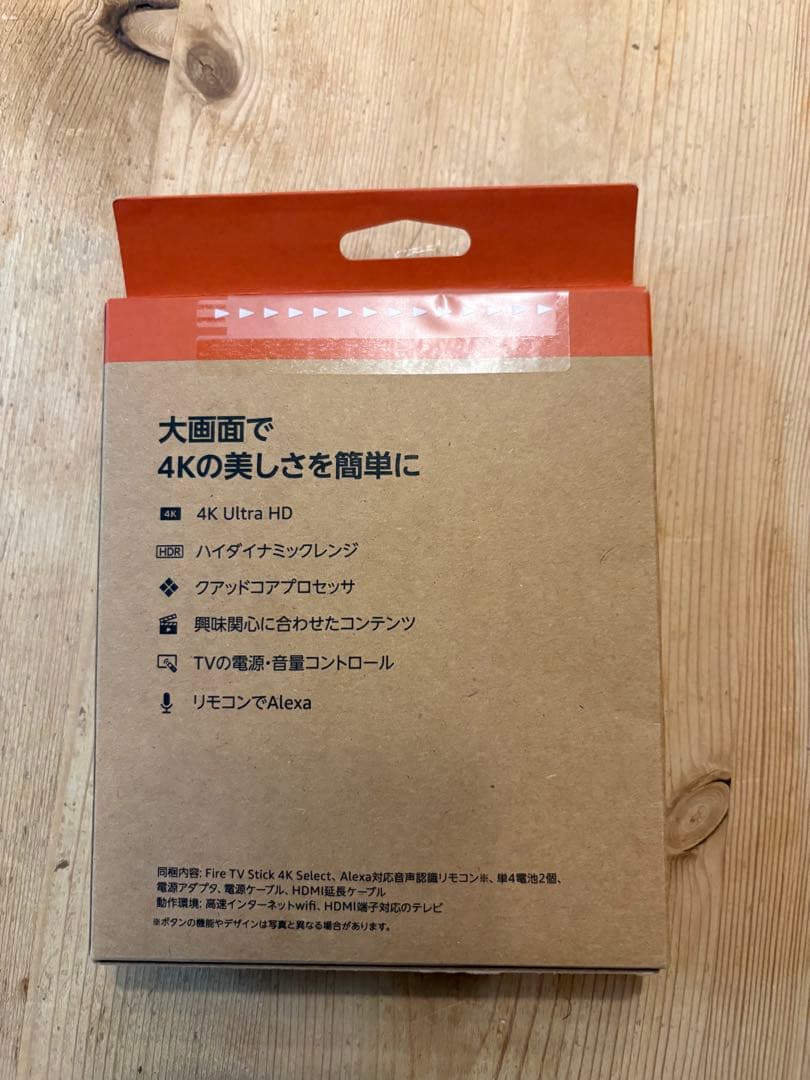 大画面で
4Kの美しさを簡単に
4K 4K Ultra HD
HDR ハイダイナミックレンジ
クアッドコアプロセッサ
興味関心に合わせたコンテンツ
TVの電源・音量コントロール
リモコンでAlexa
同梱内容: Fire TV Stick 4K Select、Alexa対応音声認識リモコン※、単4電池2個、
電源アダプタ、電源ケーブル、HDMI延長ケーブル
動作環境: 高速インターネットwifi、HDMI端子対応のテレビ
※ボタンの機能やデザインは写真と異なる場合があります。